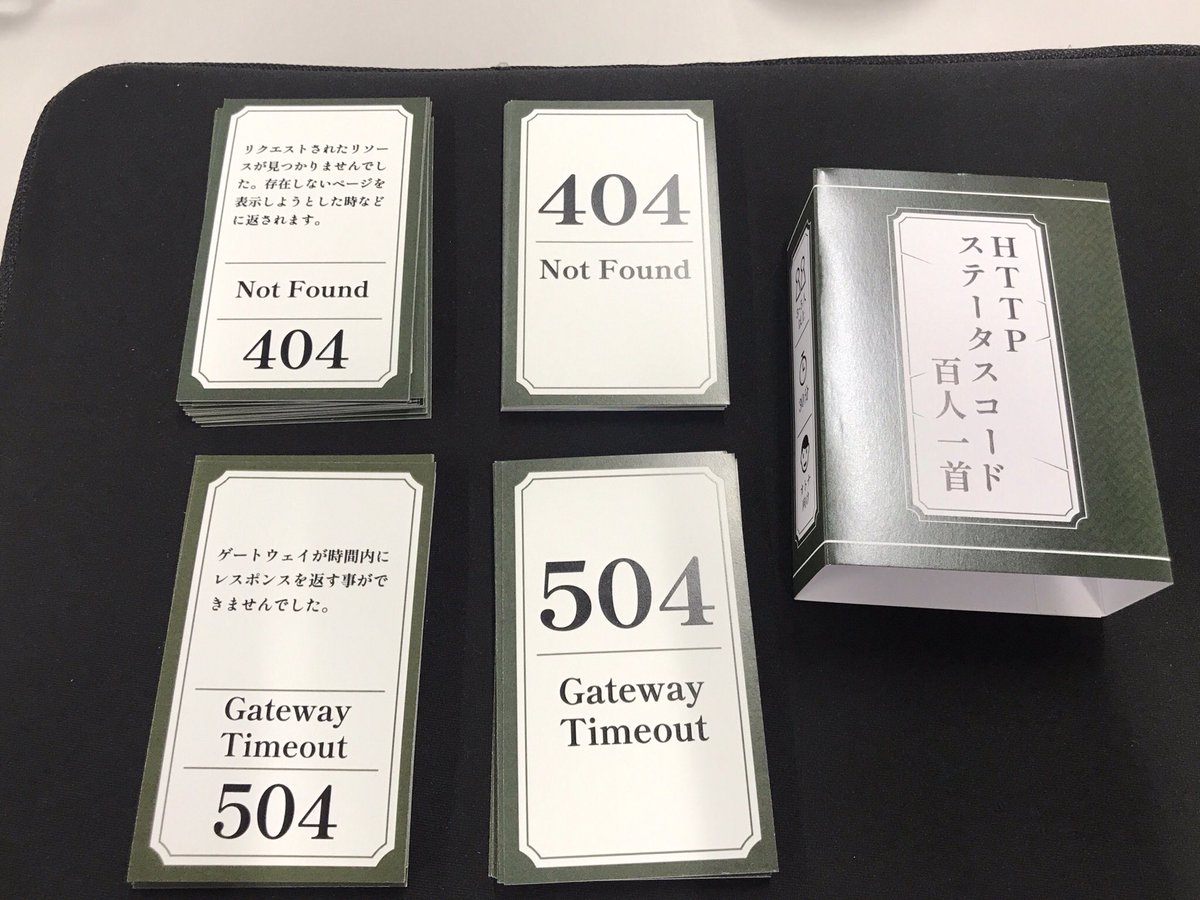 リクエストされたリソー
スが見つかりませんでし
た。存在しないページを
表示しようとした時など
に返されます。
Not Found
404
404
Not Found
HTTP
ステータスコード
百人一首
30分
ゲートウェイが時間内に
レスポンスを返す事がで
きませんでした。
Gateway
Timeout
504
504
Gateway
Timeout